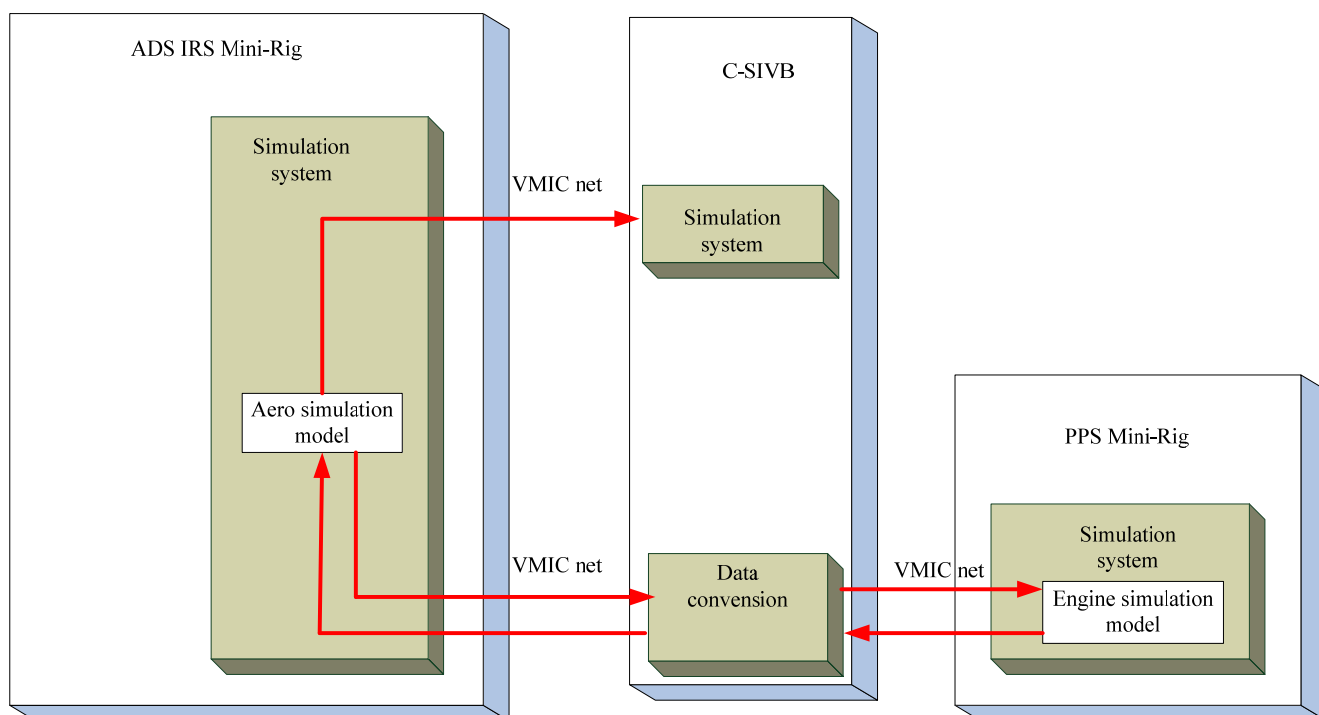 ADS IRS Mini-Rig
Simulation
system
Aero simulation
model
VMIC net
VMIC net
C-SIVB
Simulation
system
Data
convension
VMIC net
PPS Mini-Rig
Simulation
system
Engine simulation
model